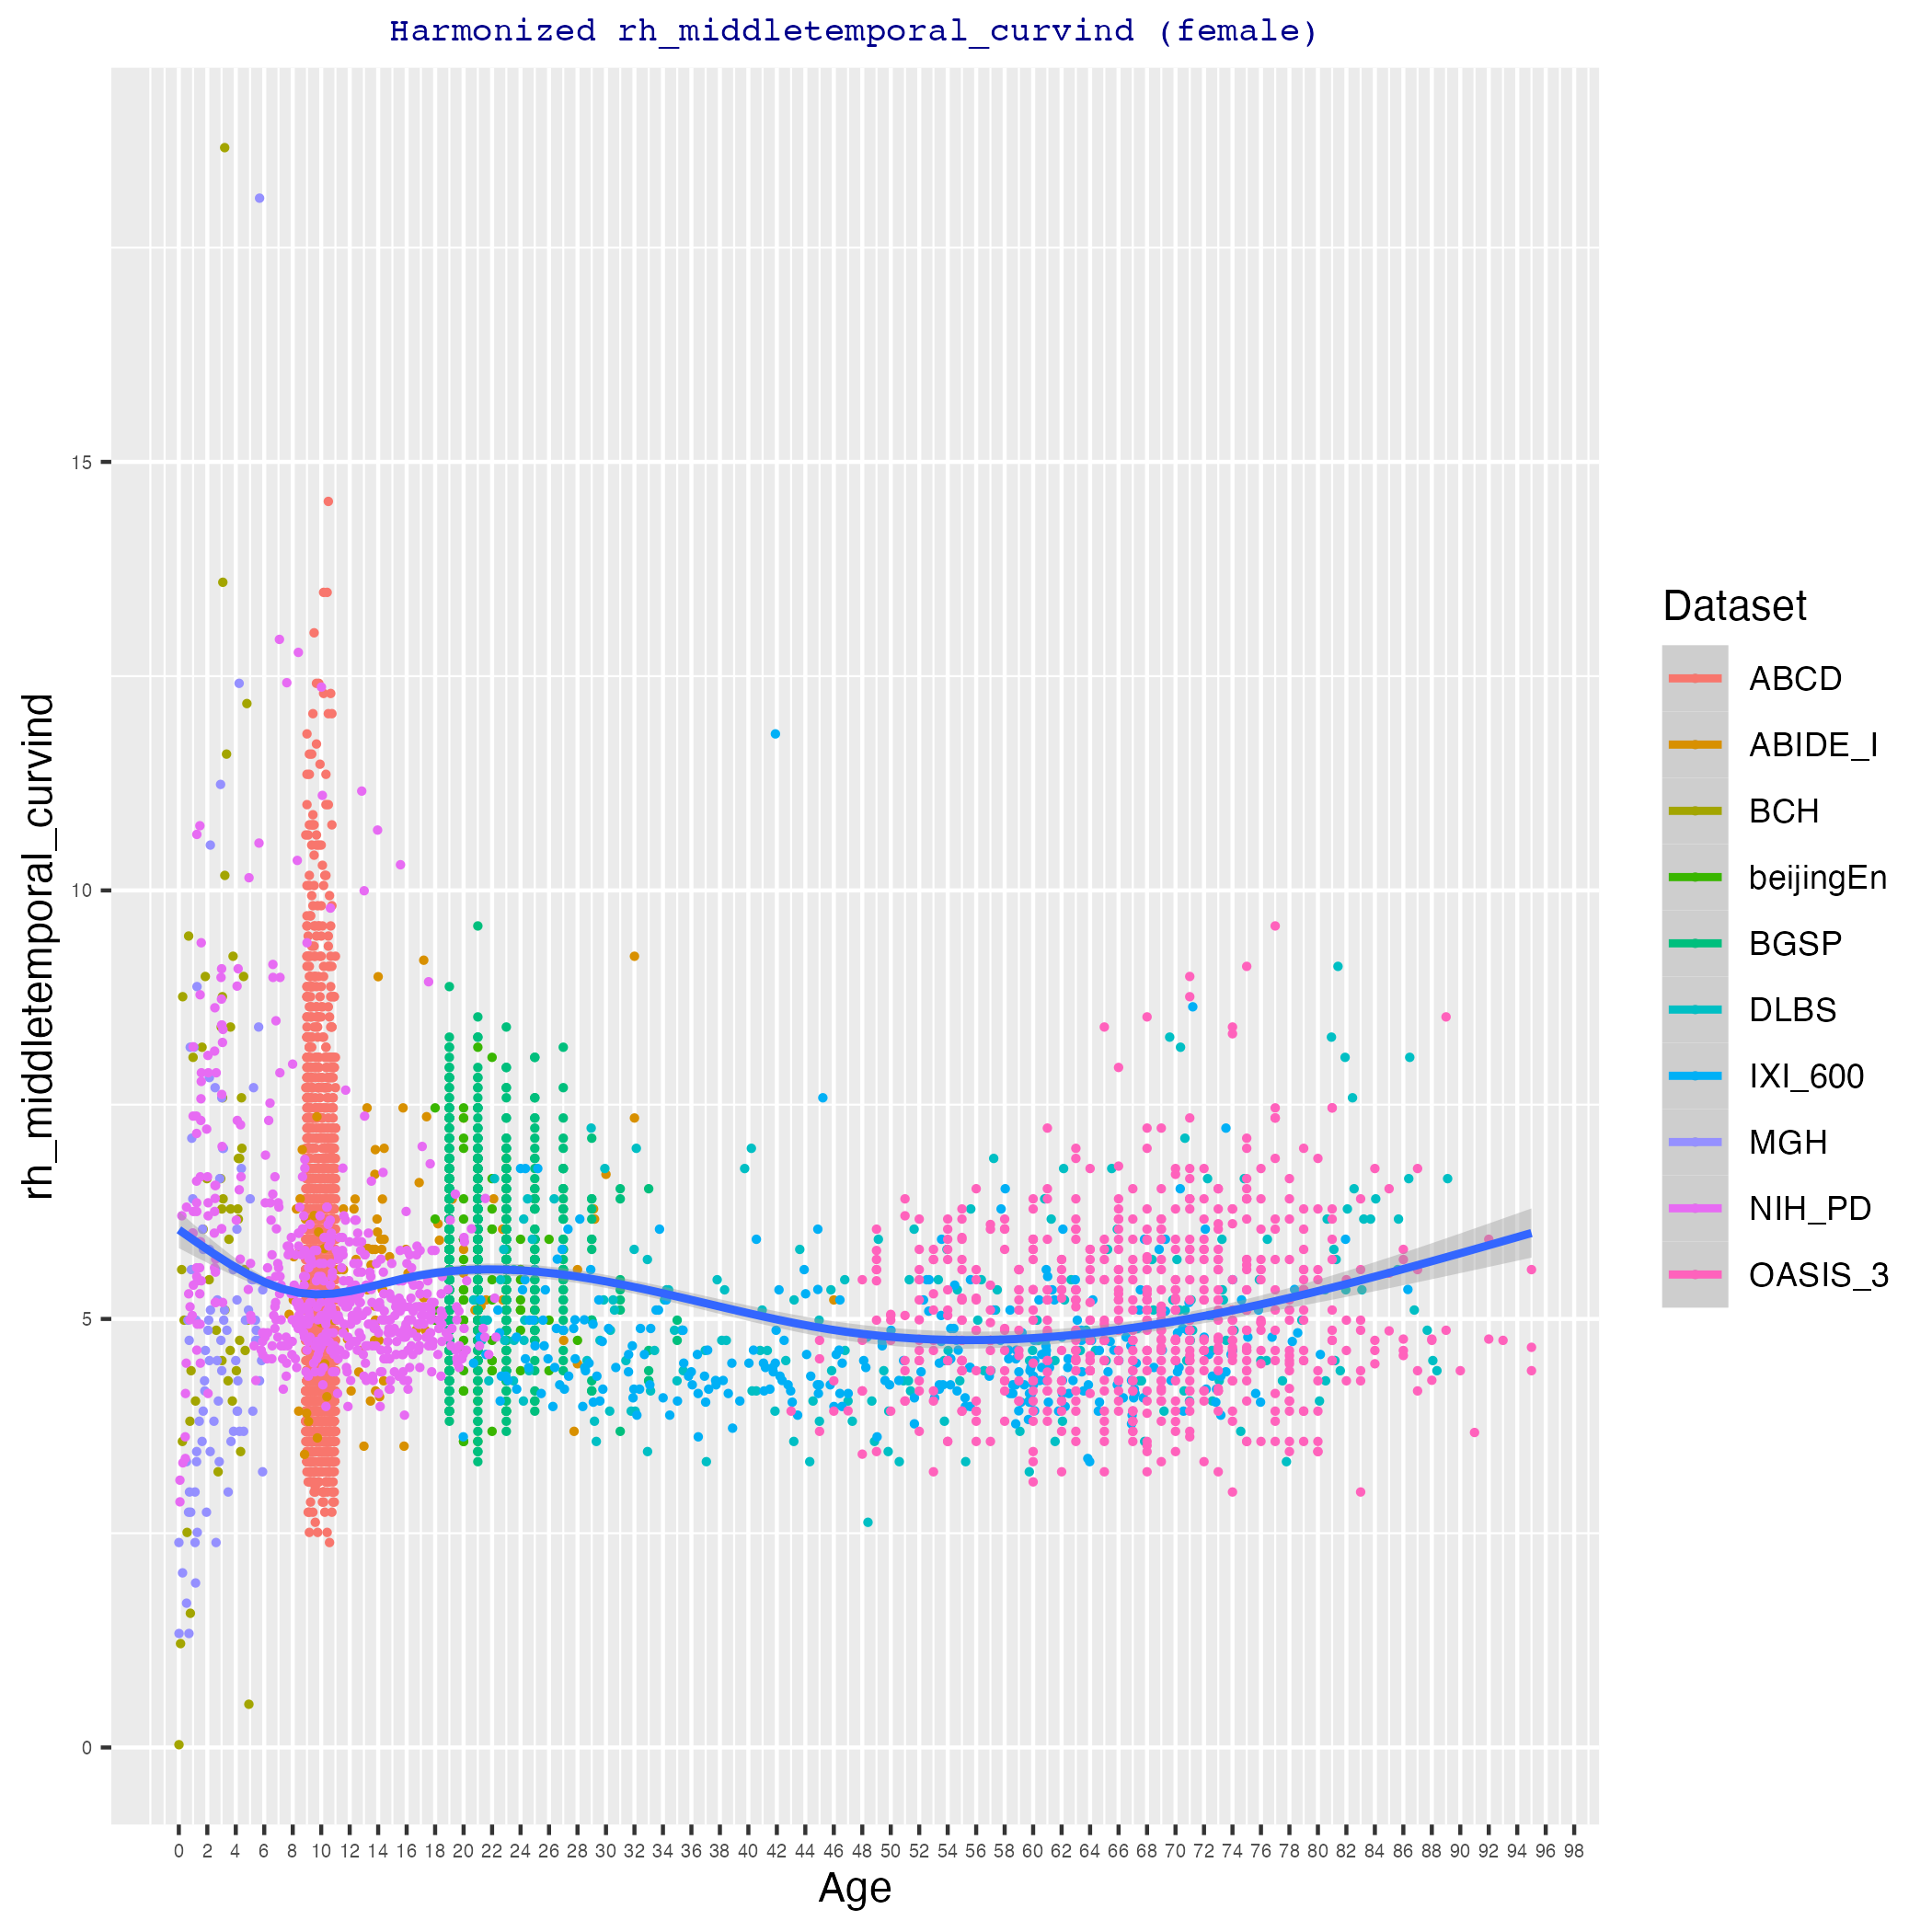 Harmonized rh_middletemporal_curvind (female)
rh_middletemporal_curvind
15
10
5
0
0 2 4 6 8 10 12 14 16 18 20 22 24 26 28 30 32 34 36 38 40 42 44 46 48 50 52 54 56 58 60 62 64 66 68 70 72 74 76 78 80 82 84 86 88 90 92 94 96 98
Age
Dataset
ABCD
ABIDE_I
BCH
beijingEn
BGSP
DLBS
IXI_600
MGH
NIH_PD
OASIS_3